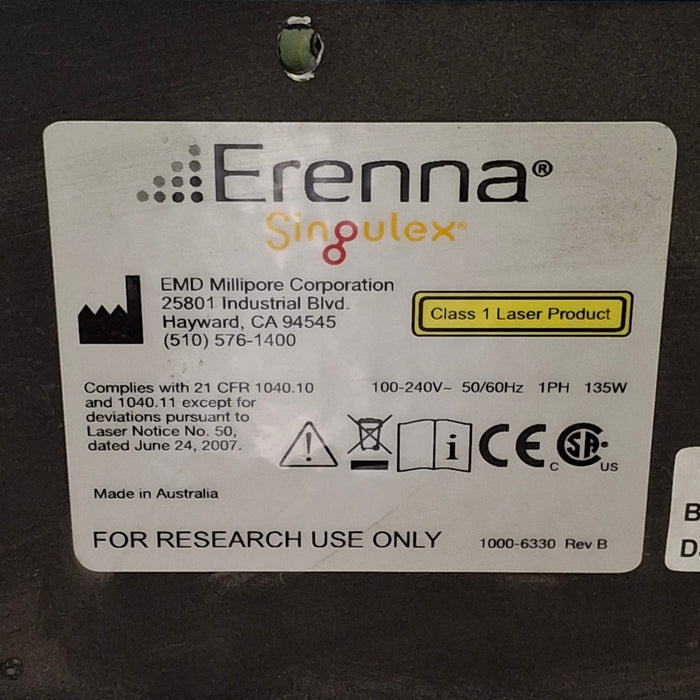 Erenna®
Singulex®
EMD Millipore Corporation
25801 Industrial Blvd.
Hayward, CA 94545
(510) 576-1400
Class 1 Laser Product
Complies with 21 CFR 1040.10
and 1040.11 except for
deviations pursuant to
Laser Notice No. 50,
dated June 24, 2007.
100-240V~ 50/60Hz 1PH 135W
i
CE
C SA US
Made in Australia
FOR RESEARCH USE ONLY
1000-6330 Rev B
B